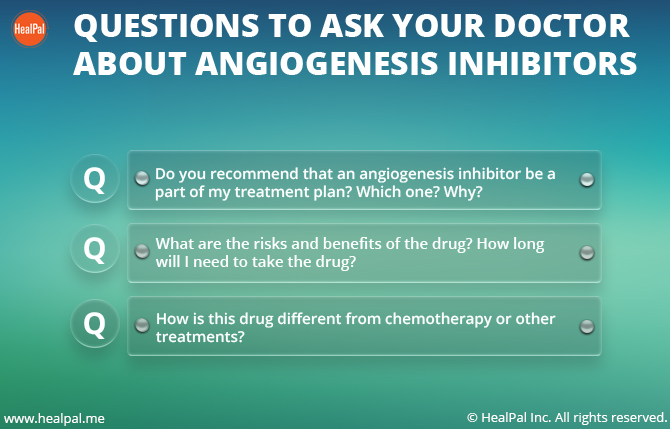 HealPal
QUESTIONS TO ASK YOUR DOCTOR
ABOUT ANGIOGENESIS INHIBITORS
Q
Do you recommend that an angiogenesis inhibitor be a
part of my treatment plan? Which one? Why?
Q
What are the risks and benefits of the drug? How long
will I need to take the drug?
Q
How is this drug different from chemotherapy or other
treatments?
www.healpal.me
© HealPal Inc. All rights reserved.